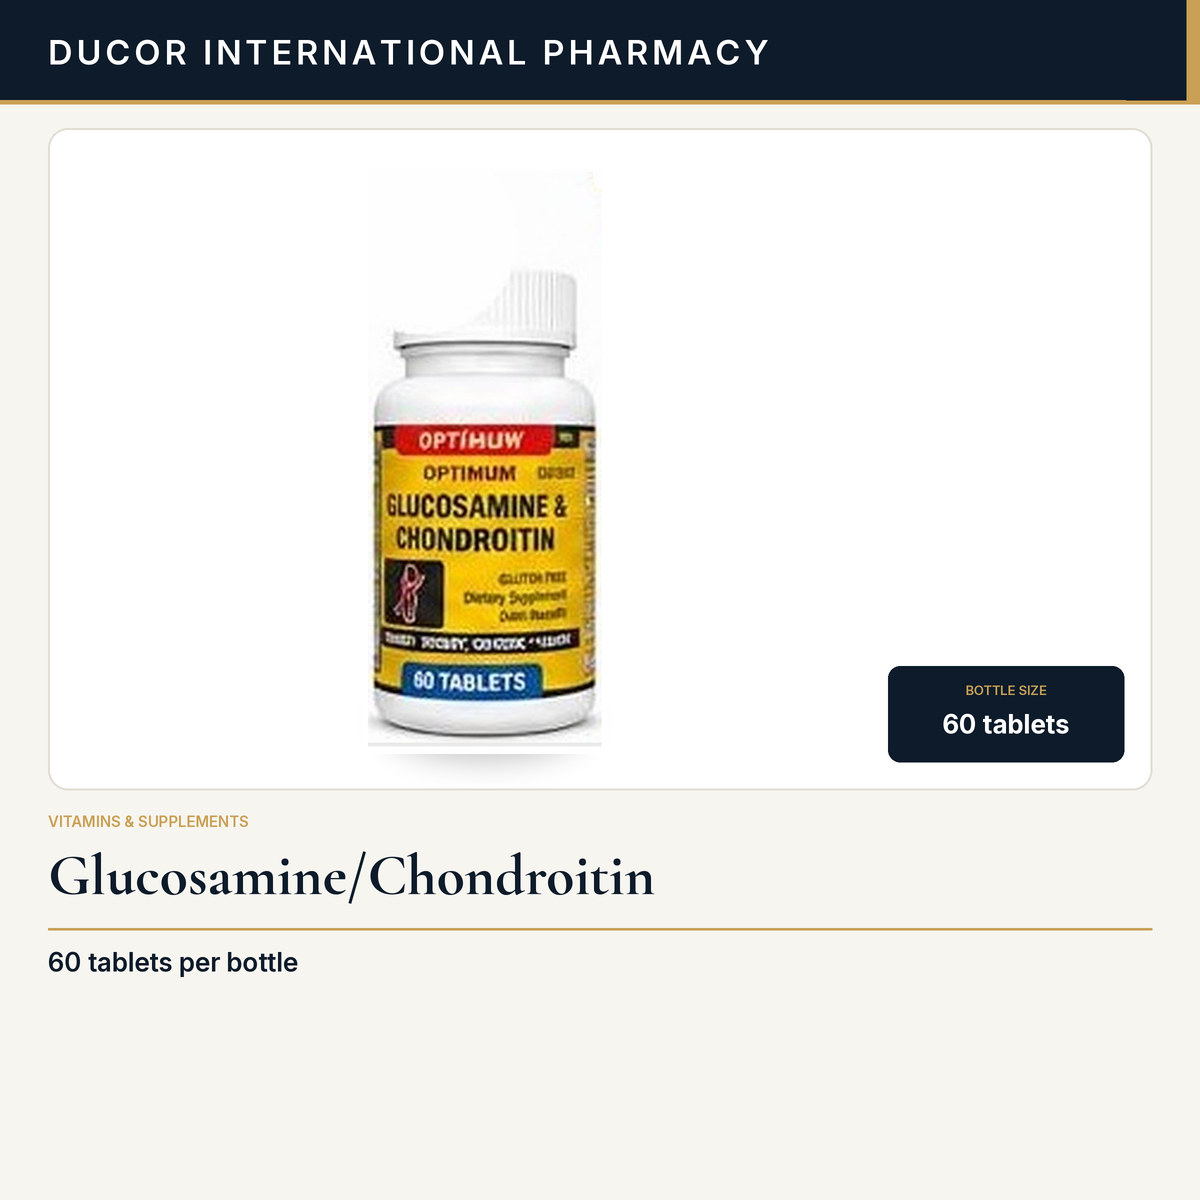 DUCOR INTERNATIONAL PHARMACY
OPTÍHUW
OPTIMUM
GLUCOSAMINE &
CHONDROITIN
Dietary Supplement
60 TABLETS
BOTTLE SIZE
60 tablets
VITAMINS & SUPPLEMENTS
Glucosamine/Chondroitin
60 tablets per bottle